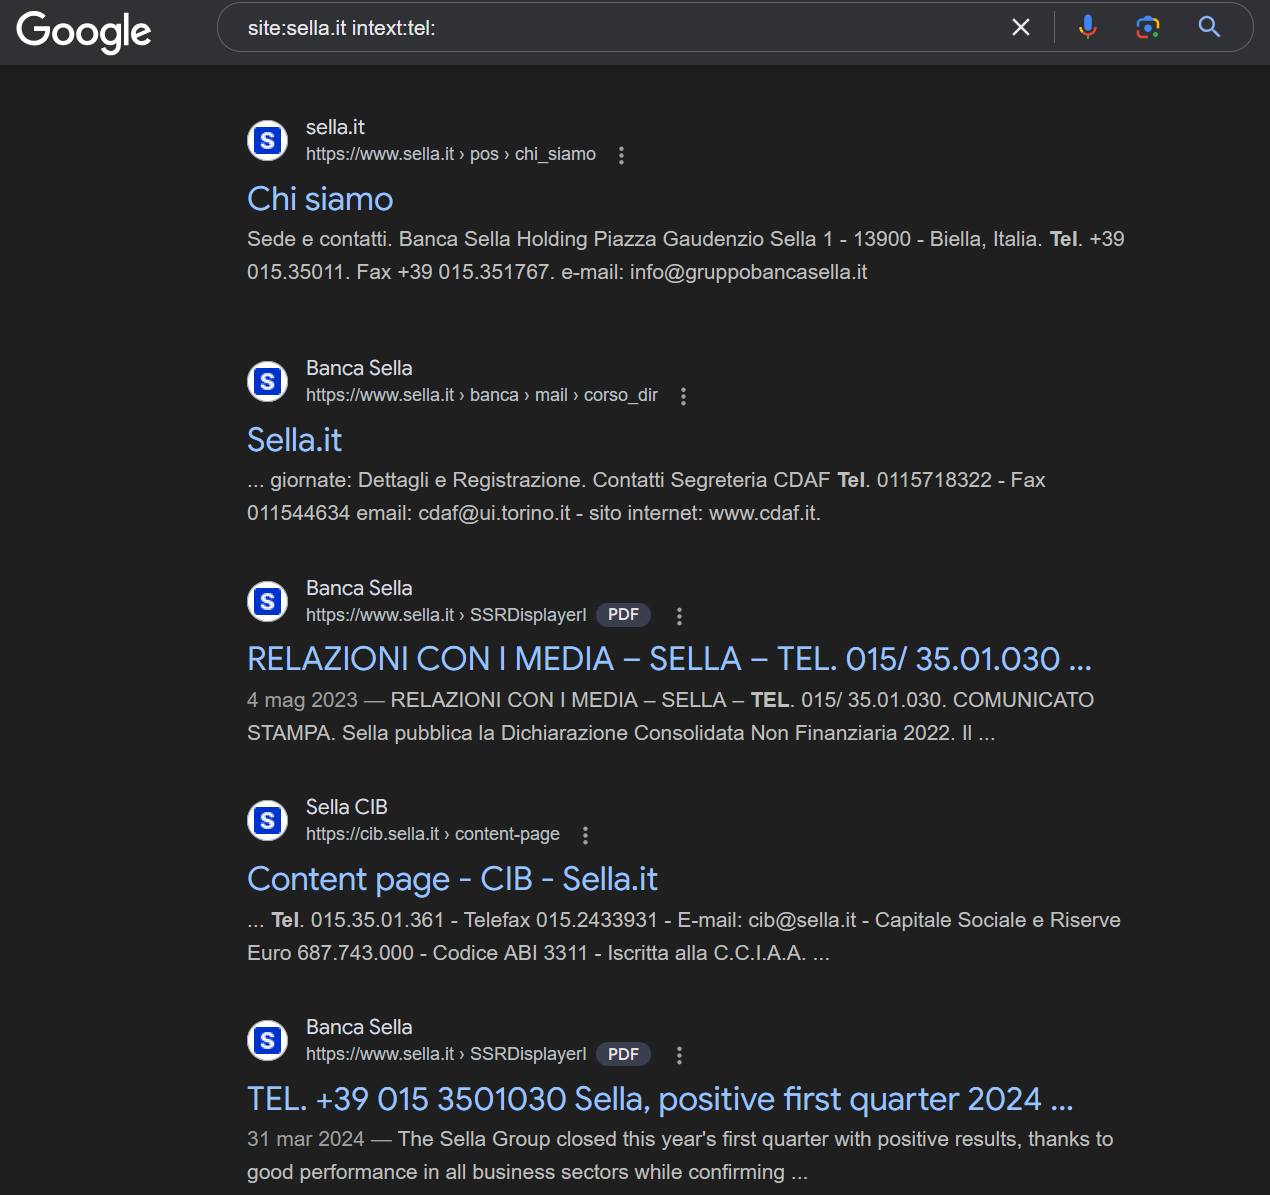 Google
site:sella.it intext:tel:
sella.it
https://www.sella.it › pos › chi_siamo
Chi siamo
Sede e contatti. Banca Sella Holding Piazza Gaudenzio Sella 1 - 13900 - Biella, Italia. Tel. +39
015.35011. Fax +39 015.351767. e-mail: info@gruppobancasella.it
Banca Sella
https://www.sella.it › banca › mail › corso_dir
Sella.it
... giornate: Dettagli e Registrazione. Contatti Segreteria CDAF Tel. 0115718322 - Fax
011544634 email: cdaf@ui.torino.it - sito internet: www.cdaf.it.
Banca Sella
https://www.sella.it › SSRDisplayerI PDF
RELAZIONI CON I MEDIA – SELLA – TEL. 015/ 35.01.030 ...
4 mag 2023 — RELAZIONI CON I MEDIA – SELLA – TEL. 015/ 35.01.030. COMUNICATO
STAMPA. Sella pubblica la Dichiarazione Consolidata Non Finanziaria 2022. Il ...
Sella CIB
https://cib.sella.it › content-page
Content page - CIB - Sella.it
... Tel. 015.35.01.361 - Telefax 015.2433931 - E-mail: cib@sella.it - Capitale Sociale e Riserve
Euro 687.743.000 - Codice ABI 3311 - Iscritta alla C.C.I.A.A. ...
Banca Sella
https://www.sella.it › SSRDisplayerI PDF
TEL. +39 015 3501030 Sella, positive first quarter 2024 ...
31 mar 2024 — The Sella Group closed this year's first quarter with positive results, thanks to
good performance in all business sectors while confirming ...